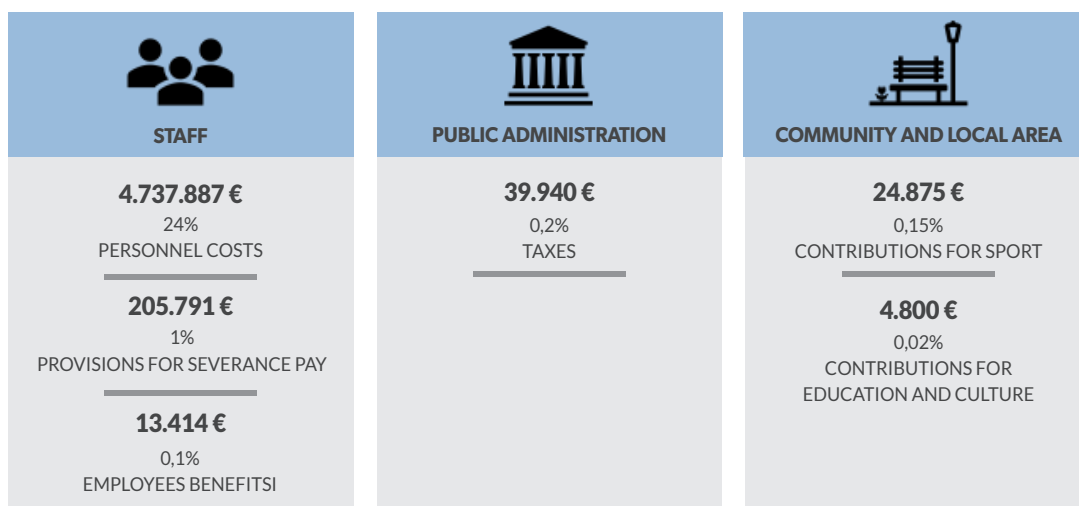 STAFF
4.737.887 €
24%
PERSONNEL COSTS
205.791 €
1%
PROVISIONS FOR SEVERANCE PAY
13.414 €
0,1%
EMPLOYEES BENEFITSI
PUBLIC ADMINISTRATION
39.940 €
0,2%
TAXES
COMMUNITY AND LOCAL AREA
24.875 €
0,15%
CONTRIBUTIONS FOR SPORT
4.800 €
0,02%
CONTRIBUTIONS FOR
EDUCATION AND CULTURE